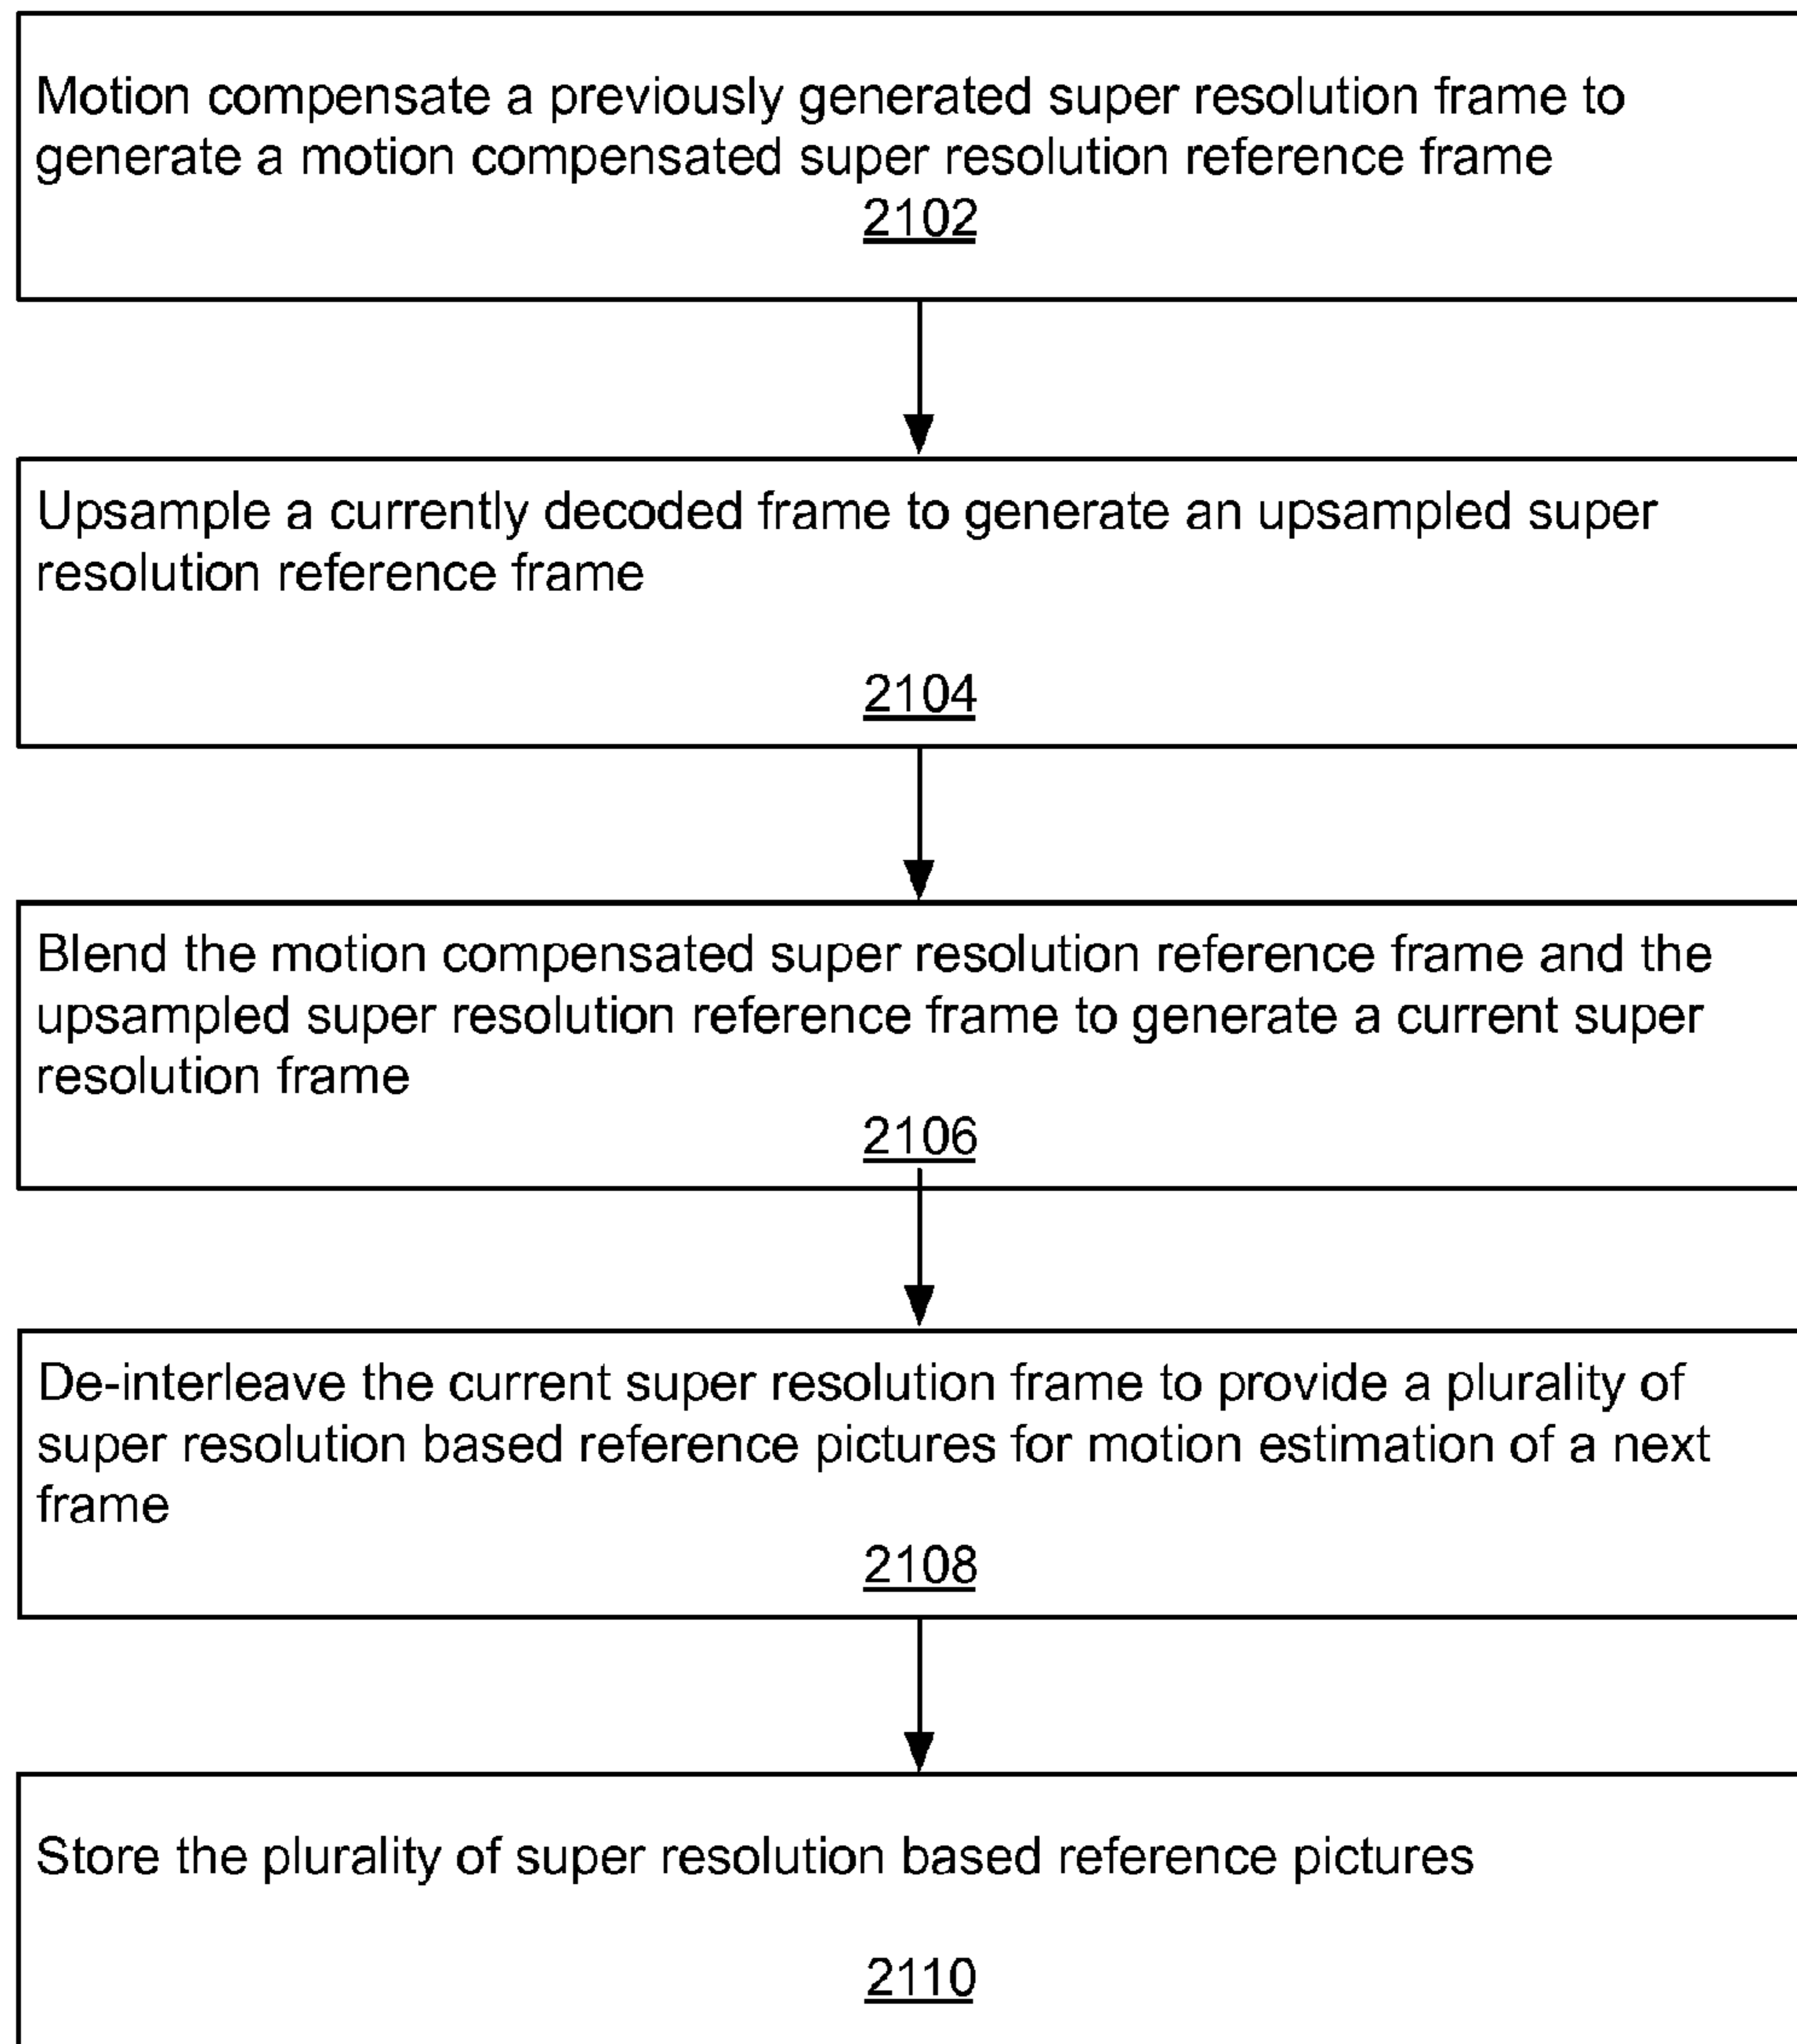 Motion compensate a previously generated super resolution frame to
generate a motion compensated super resolution reference frame
2102
Upsample a currently decoded frame to generate an upsampled super
resolution reference frame
2104
Blend the motion compensated super resolution reference frame and the
upsampled super resolution reference frame to generate a current super
resolution frame
2106
De-interleave the current super resolution frame to provide a plurality of
super resolution based reference pictures for motion estimation of a next
frame
2108
Store the plurality of super resolution based reference pictures
2110